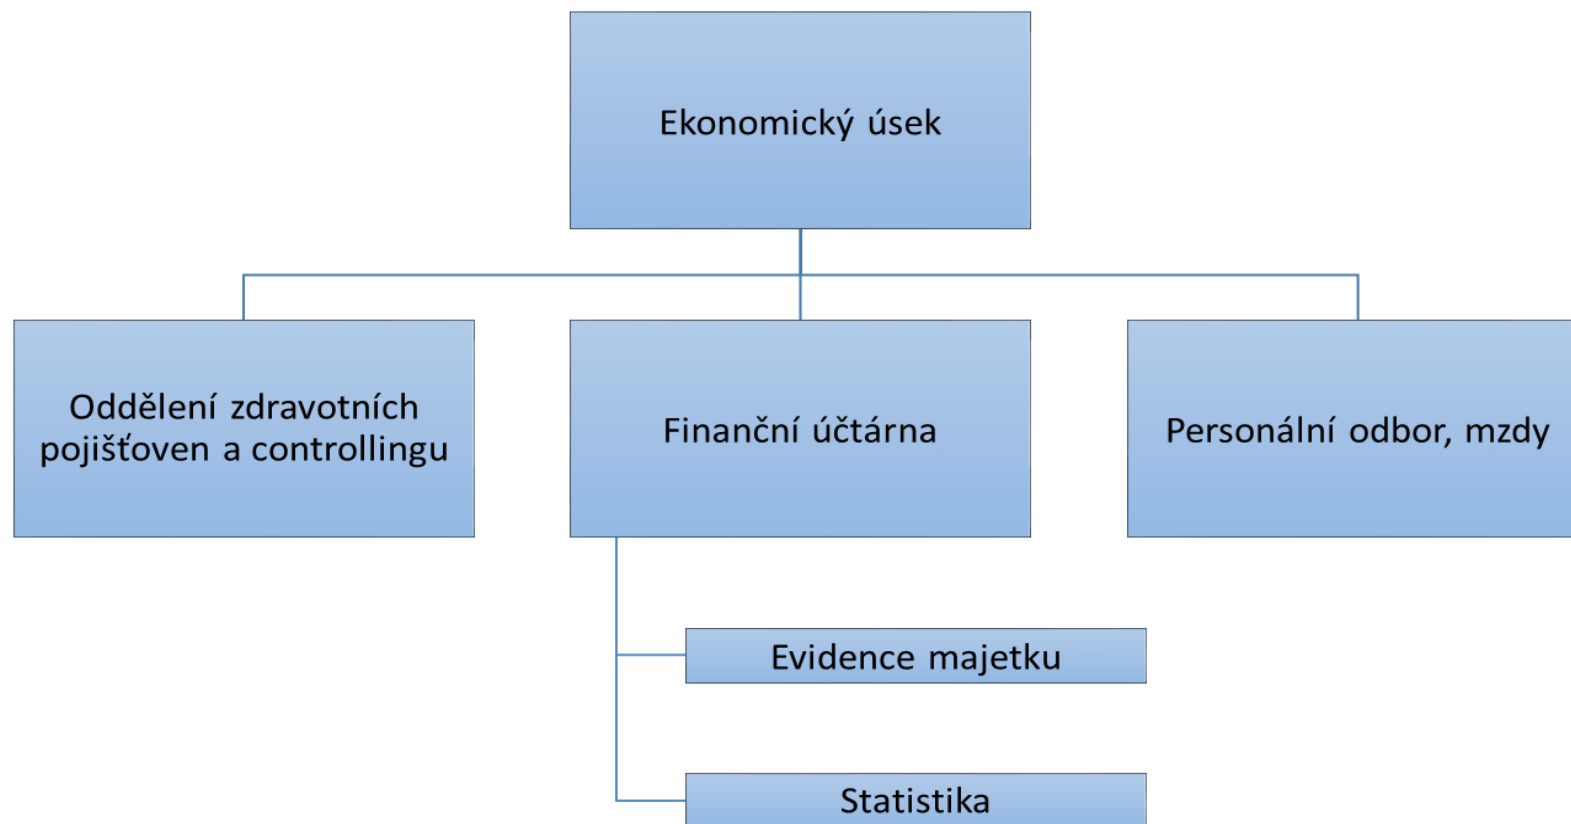 Ekonomický úsek
Oddělení zdravotních
pojišťoven a controllingu
Finanční účtárna
Personální odbor, mzdy
Evidence majetku
Statistika